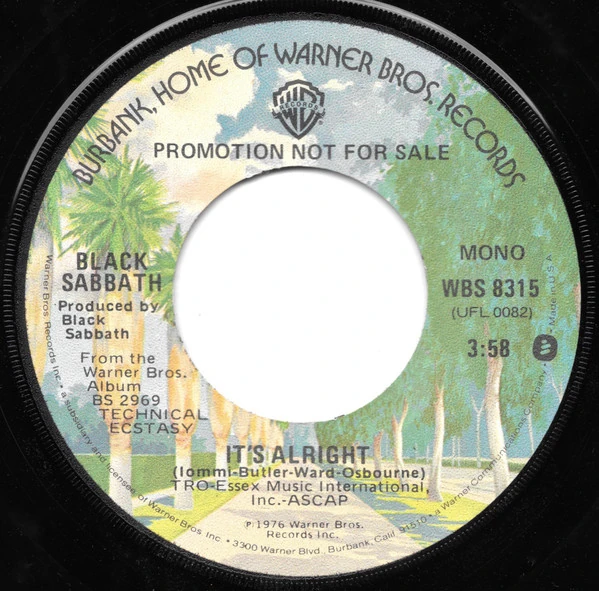 BURBANK, HOME OF WARNER BROS. RECORDS
WB
RECORDS
PROMOTION NOT FOR SALE
BLACK
SABBATH
Produced by
Black
Sabbath
From the
Warner Bros.
Album
BS 2969
TECHNICAL
ECSTASY
MONO
WBS 8315
(UFL 0082)
3:58
IT'S ALRIGHT
(Iommi-Butler-Ward-Osbourne)
TRO-Essex Music International,
Inc.-ASCAP
℗1976 Warner Bros.
Records Inc.
Warner Bros. Records Inc. • a subsidiary and licensee of Warner Bros. Inc. • 3300 Warner Blvd., Burbank, Calif. 91510 • a Warner Communications Company • Made in U.S.A.